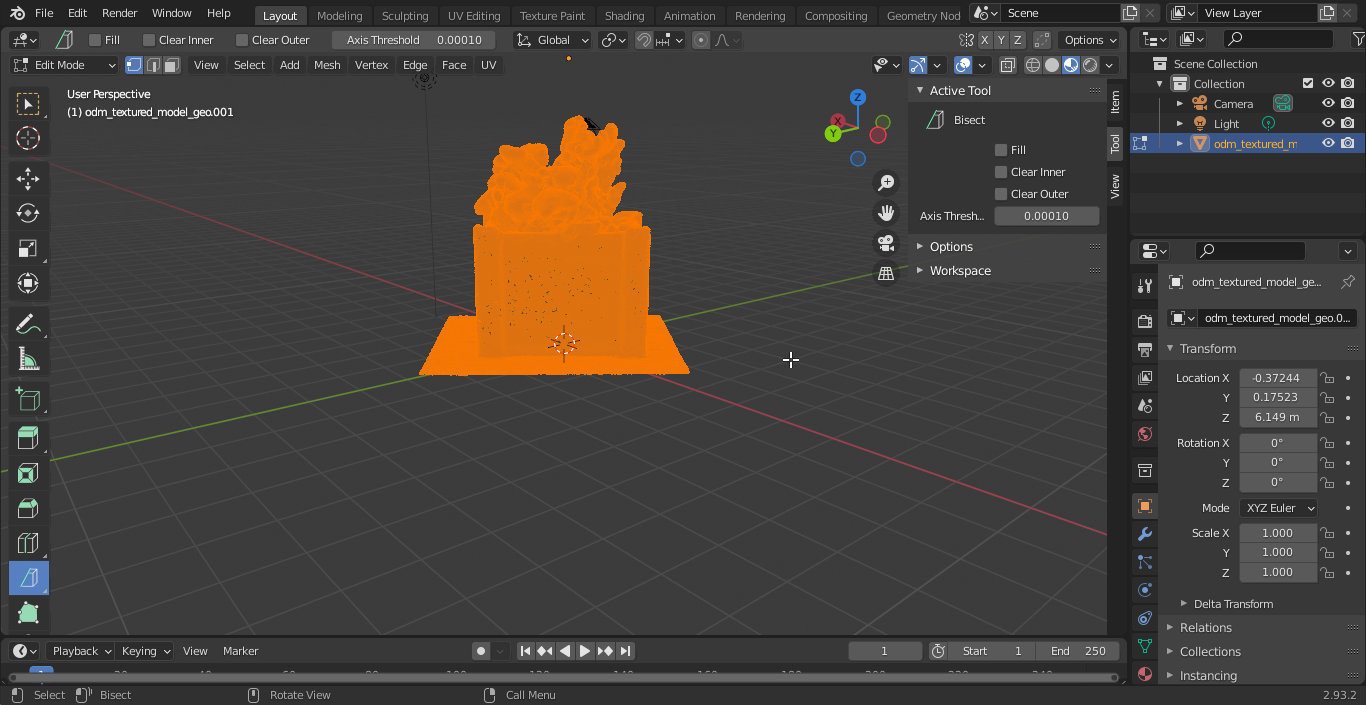 File Edit Render Window Help Layout Modeling Sculpting UV Editing Texture Paint Shading Animation Rendering Compositing Geometry Nod Scene View Layer
Fill Clear Inner Clear Outer Axis Threshold 0.00010 Global X Y Z Options
Edit Mode View Select Add Mesh Vertex Edge Face UV
User Perspective
(1) odm_textured_model_geo.001
Z
X
Y
Active Tool
Bisect
Fill
Clear Inner
Clear Outer
Axis Thresh... 0.00010
Options
Workspace
Item
Tool
View
Scene Collection
Collection
Camera
Light
odm_textured_m
odm_textured_model_ge...
odm_textured_model_geo.0...
Transform
Location X -0.37244
Y 0.17523
Z 6.149 m
Rotation X 0°
Y 0°
Z 0°
Mode XYZ Euler
Scale X 1.000
Y 1.000
Z 1.000
Delta Transform
Relations
Collections
Instancing
Playback Keying View Marker 1 Start 1 End 250
Select Bisect Rotate View Call Menu 2.93.2